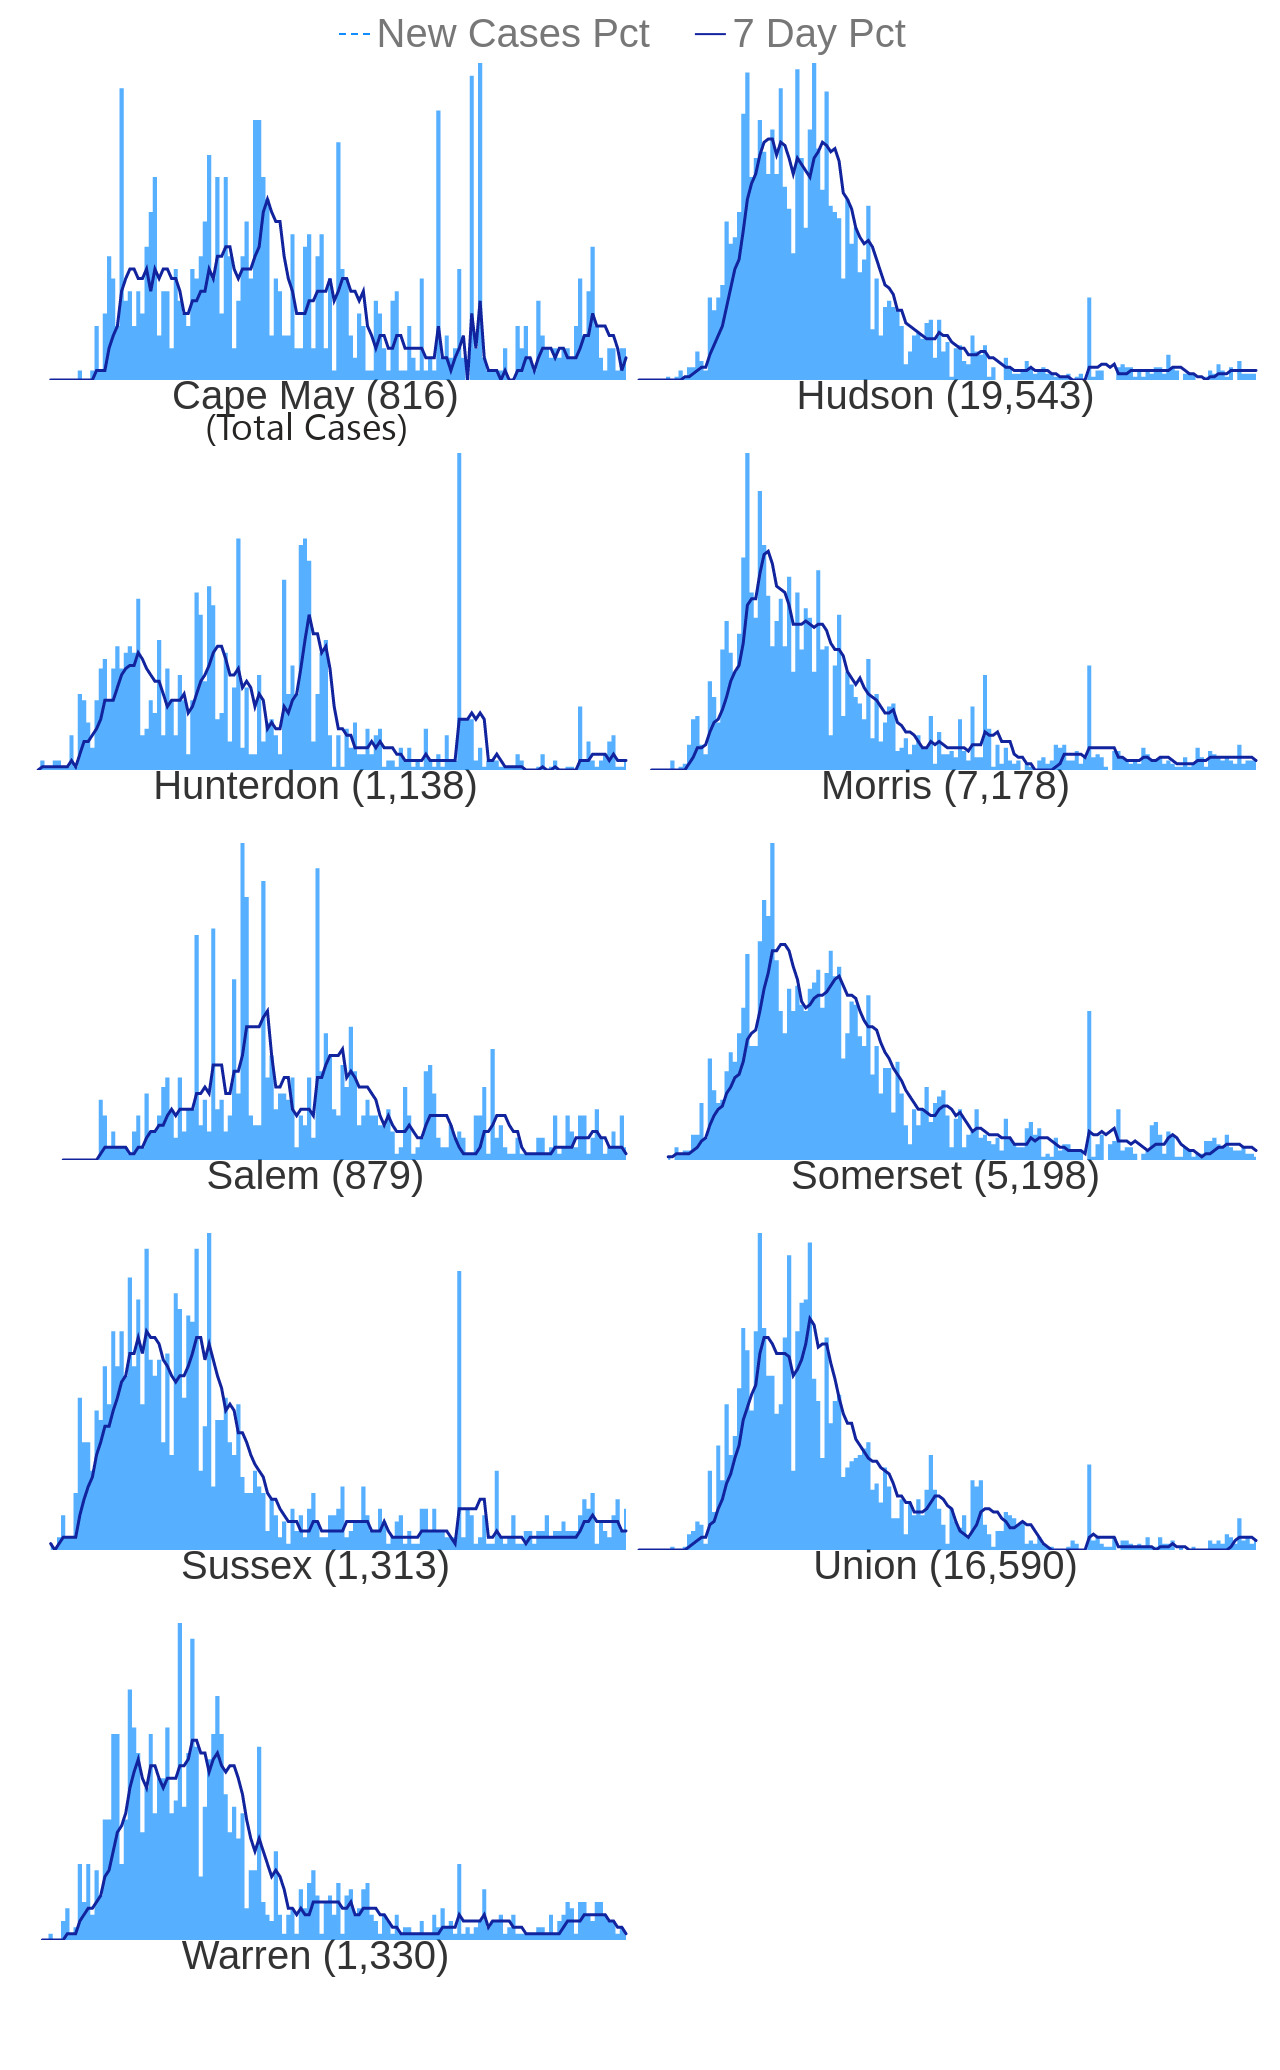 New Cases Pct 7 Day Pct
Cape May (816) Hudson (19,543)
(Total Cases)
Hunterdon (1,138) Morris (7,178)
Salem (879) Somerset (5,198)
Sussex (1,313) Union (16,590)
Warren (1,330)